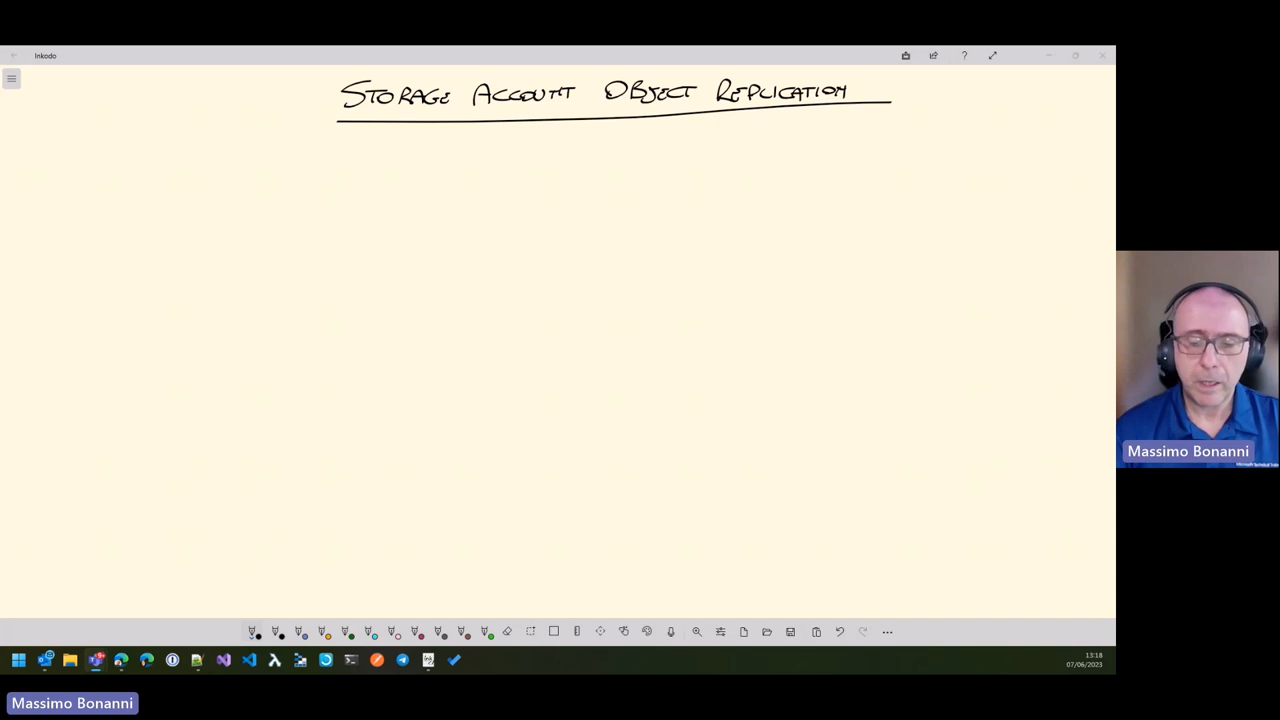 Inkodo
STORAGE ACCOUNT OBJECT REPLICATION
Massimo Bonanni
13:18
07/06/2023
Massimo Bonanni